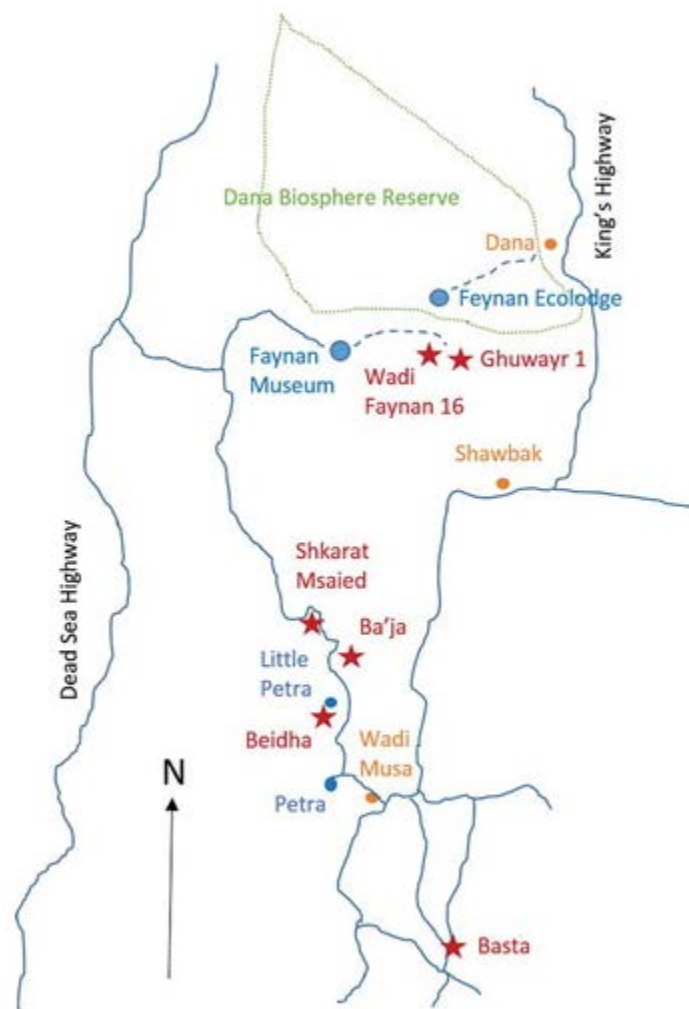 Dana Biosphere Reserve
King's Highway
Dana
Feynan Ecolodge
Faynan
Museum
Wadi
Faynan 16
Ghuwayr 1
Shawbak
Dead Sea Highway
Shkarat
Msaied
Ba'ja
Little
Petra
Beidha
Wadi
Musa
N
Petra
Basta